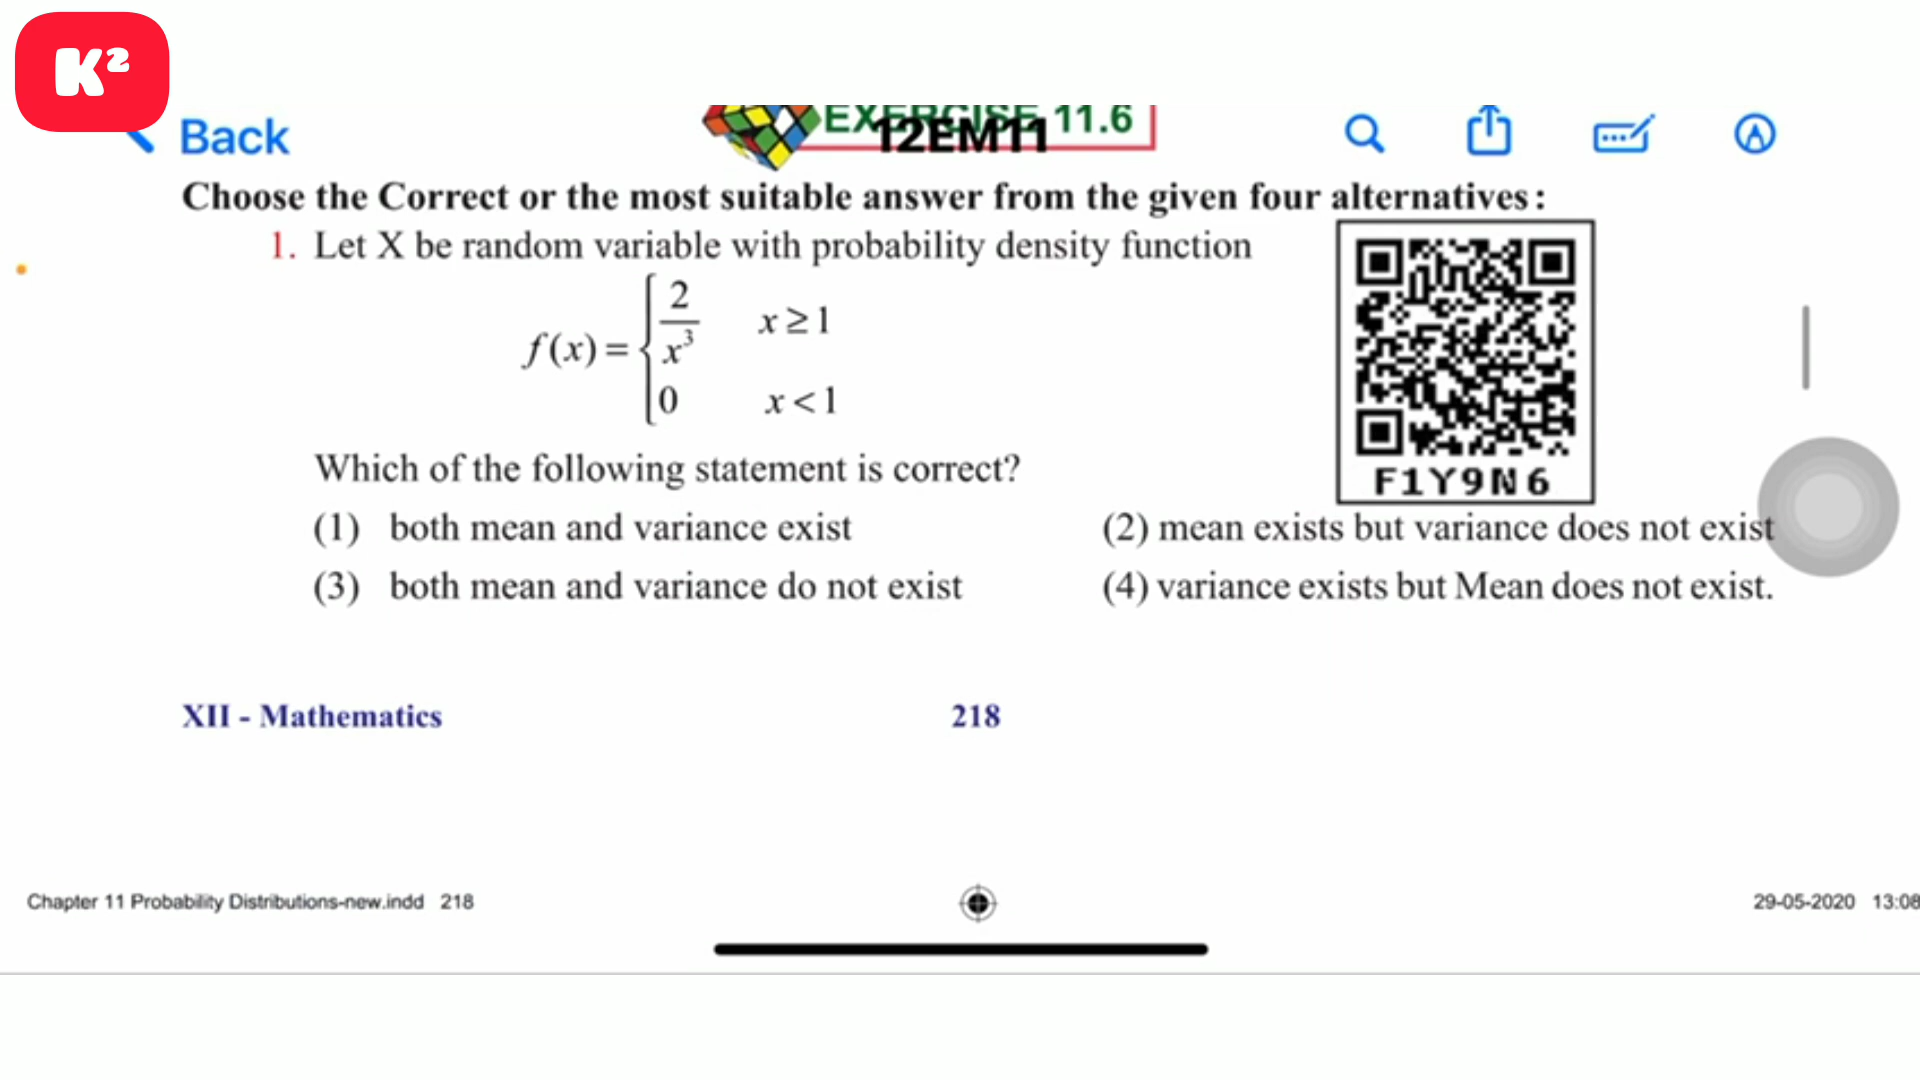 K²
Back
EXERCISE 11.6
12EM11
Choose the Correct or the most suitable answer from the given four alternatives :
1. Let X be random variable with probability density function
f(x) = { 2/x³ x ≥ 1
0 x < 1
F1Y9N6
Which of the following statement is correct?
(1) both mean and variance exist (2) mean exists but variance does not exist
(3) both mean and variance do not exist (4) variance exists but Mean does not exist.
XII - Mathematics 218
Chapter 11 Probability Distributions-new.indd 218 29-05-2020 13:08